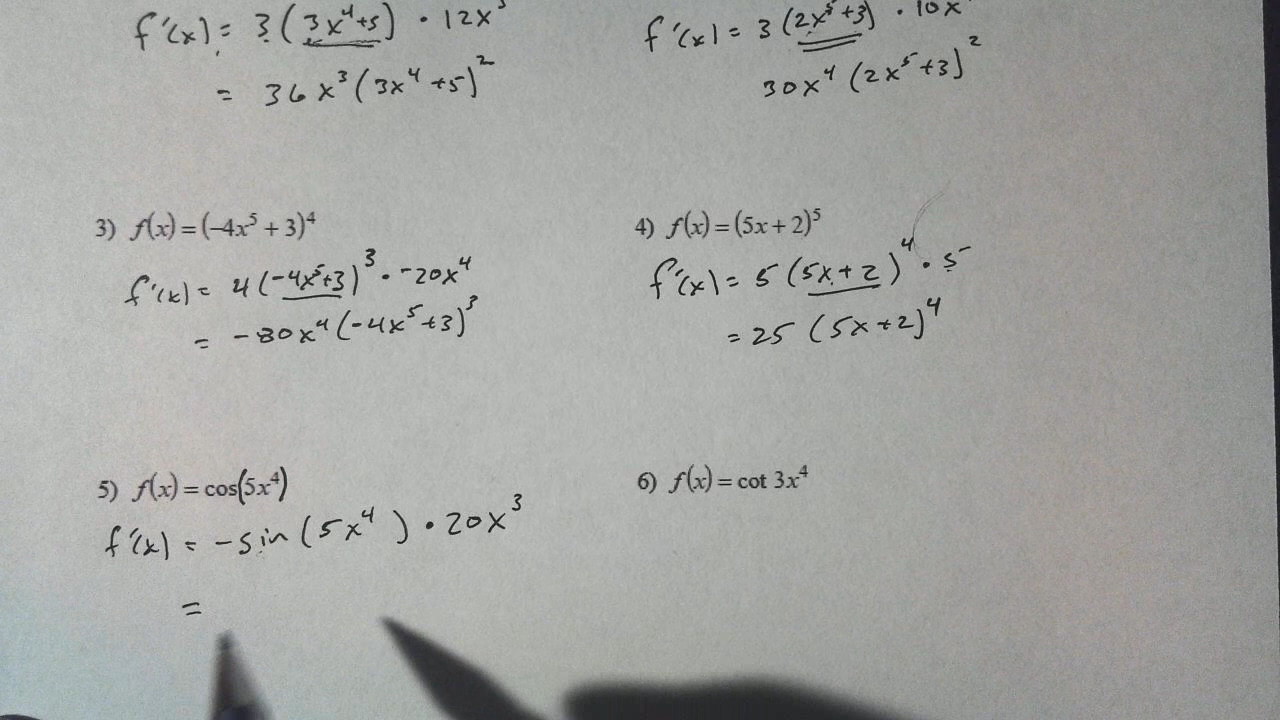 f'(x) = 3(3x⁴+5) · 12x³
= 36x³(3x⁴+5)²
f'(x) = 3(2x⁵+3) · 10x
30x⁴(2x⁵+3)²
3) f(x) = (–4x⁵ + 3)⁴
f'(x) = 4(-4x⁵+3)³ · -20x⁴
= -80x⁴(-4x⁵+3)³
4) f(x) = (5x + 2)⁵
f'(x) = 5(5x+2)⁴ · 5
= 25(5x+2)⁴
5) f(x) = cos(5x⁴)
f'(x) = -sin(5x⁴) · 20x³
=
6) f(x) = cot 3x⁴